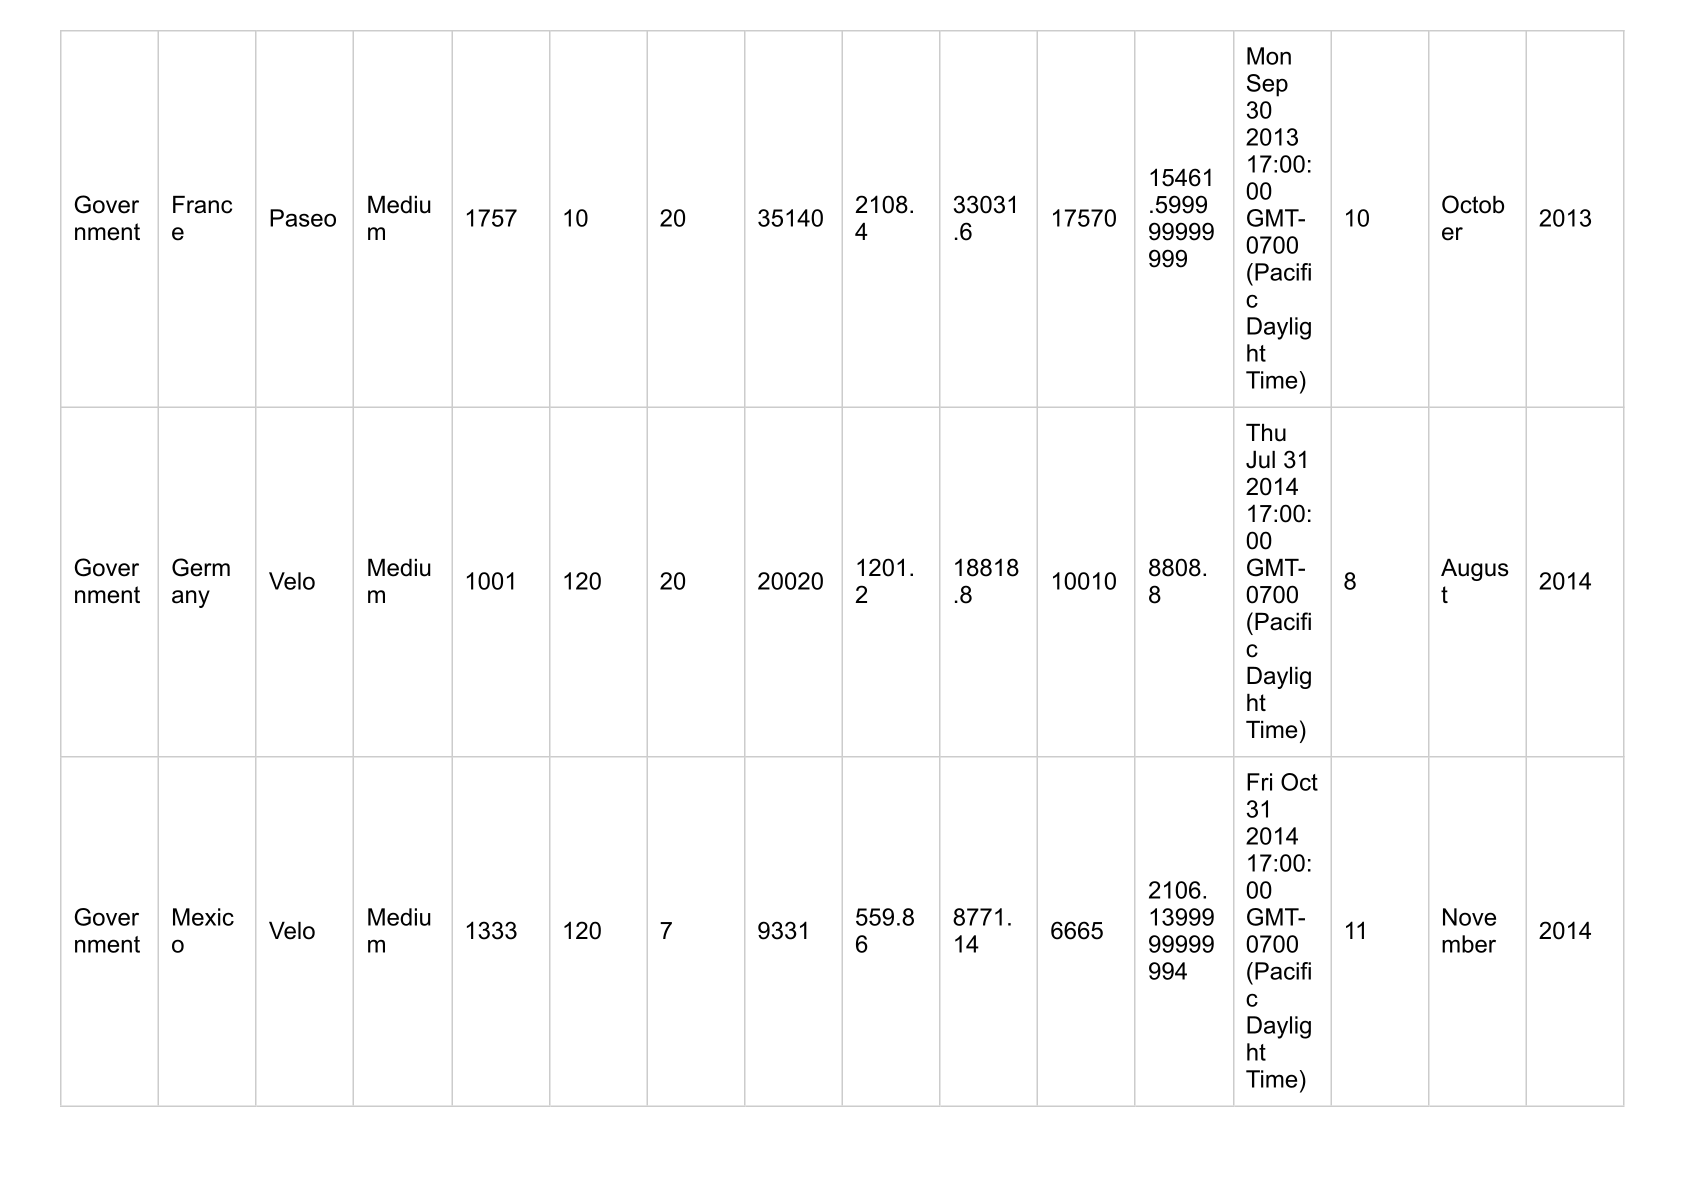 Government France Paseo Medium 1757 10 20 35140 2108.4 33031.6 17570 15461.599999999999 Mon Sep 30 2013 17:00:00 GMT-0700 (Pacific Daylight Time) 10 October 2013
Government Germany Velo Medium 1001 120 20 20020 1201.2 18818.8 10010 8808.8 Thu Jul 31 2014 17:00:00 GMT-0700 (Pacific Daylight Time) 8 August 2014
Government Mexico Velo Medium 1333 120 7 9331 559.86 8771.14 6665 2106.1399999999994 Fri Oct 31 2014 17:00:00 GMT-0700 (Pacific Daylight Time) 11 November 2014